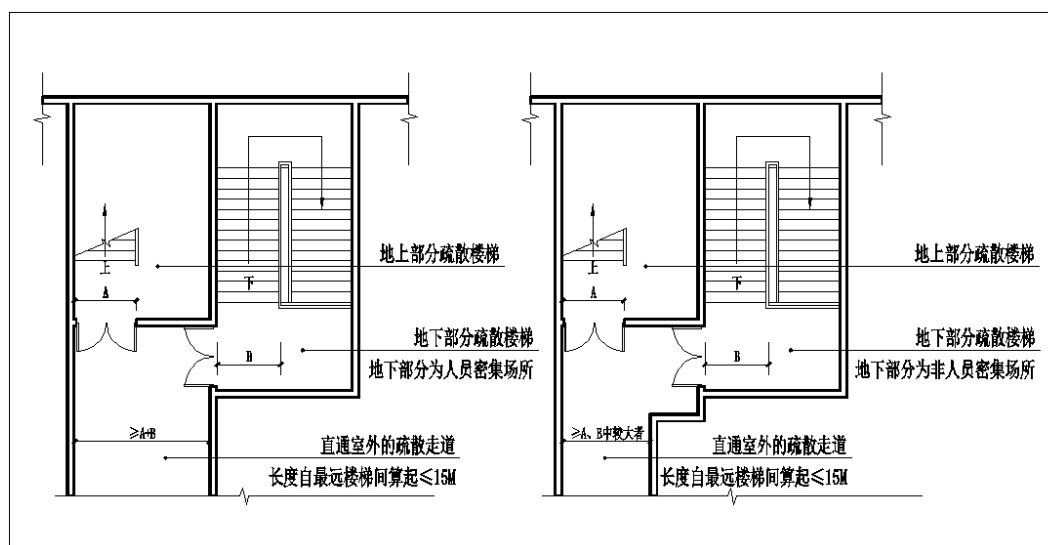 地上部分疏散楼梯
上
下
A
地下部分疏散楼梯
B
地下部分为人员密集场所
≥A+B
直通室外的疏散走道
长度自最远楼梯间算起≤15M
地上部分疏散楼梯
上
下
A
地下部分疏散楼梯
B
地下部分为非人员密集场所
≥A、B中较大者
直通室外的疏散走道
长度自最远楼梯间算起≤15M